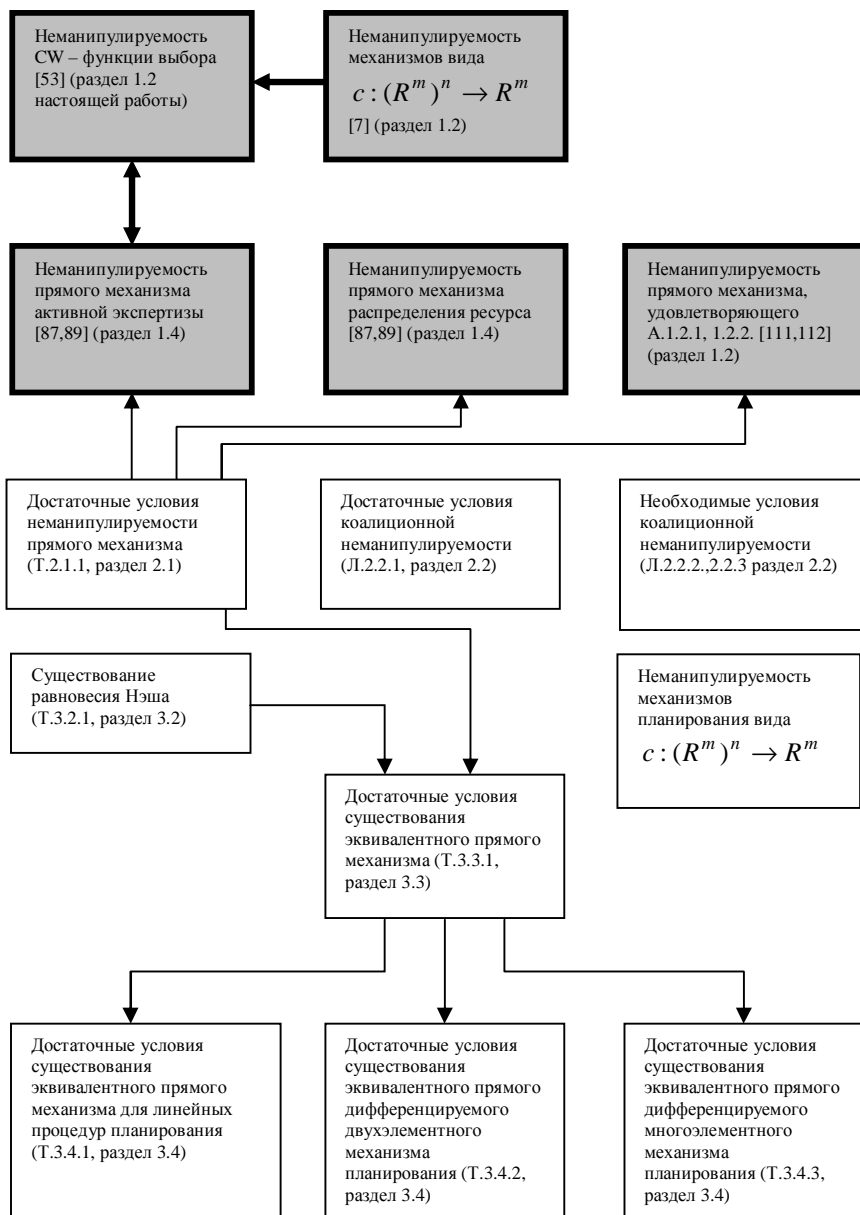 Неманипулируемость
CW – функции выбора
[53] (раздел 1.2
настоящей работы)
Неманипулируемость
механизмов вида
c : (R^m)^n → R^m
[7] (раздел 1.2)
Неманипулируемость
прямого механизма
активной экспертизы
[87,89] (раздел 1.4)
Неманипулируемость
прямого механизма
распределения ресурса
[87,89] (раздел 1.4)
Неманипулируемость
прямого механизма,
удовлетворяющего
А.1.2.1, 1.2.2. [111,112]
(раздел 1.2)
Достаточные условия
неманипулируемости
прямого механизма
(Т.2.1.1, раздел 2.1)
Достаточные условия
коалиционной
неманипулируемости
(Л.2.2.1, раздел 2.2)
Необходимые условия
коалиционной
неманипулируемости
(Л.2.2.2.,2.2.3 раздел 2.2)
Существование
равновесия Нэша
(Т.3.2.1, раздел 3.2)
Неманипулируемость
механизмов
планирования вида
c : (R^m)^n → R^m
Достаточные условия
существования
эквивалентного прямого
механизма (Т.3.3.1,
раздел 3.3)
Достаточные условия
существования
эквивалентного прямого
механизма для линейных
процедур планирования
(Т.3.4.1, раздел 3.4)
Достаточные условия
существования
эквивалентного прямого
дифференцируемого
двухэлементного
механизма
планирования (Т.3.4.2,
раздел 3.4)
Достаточные условия
существования
эквивалентного прямого
дифференцируемого
многоэлементного
механизма
планирования (Т.3.4.3,
раздел 3.4)